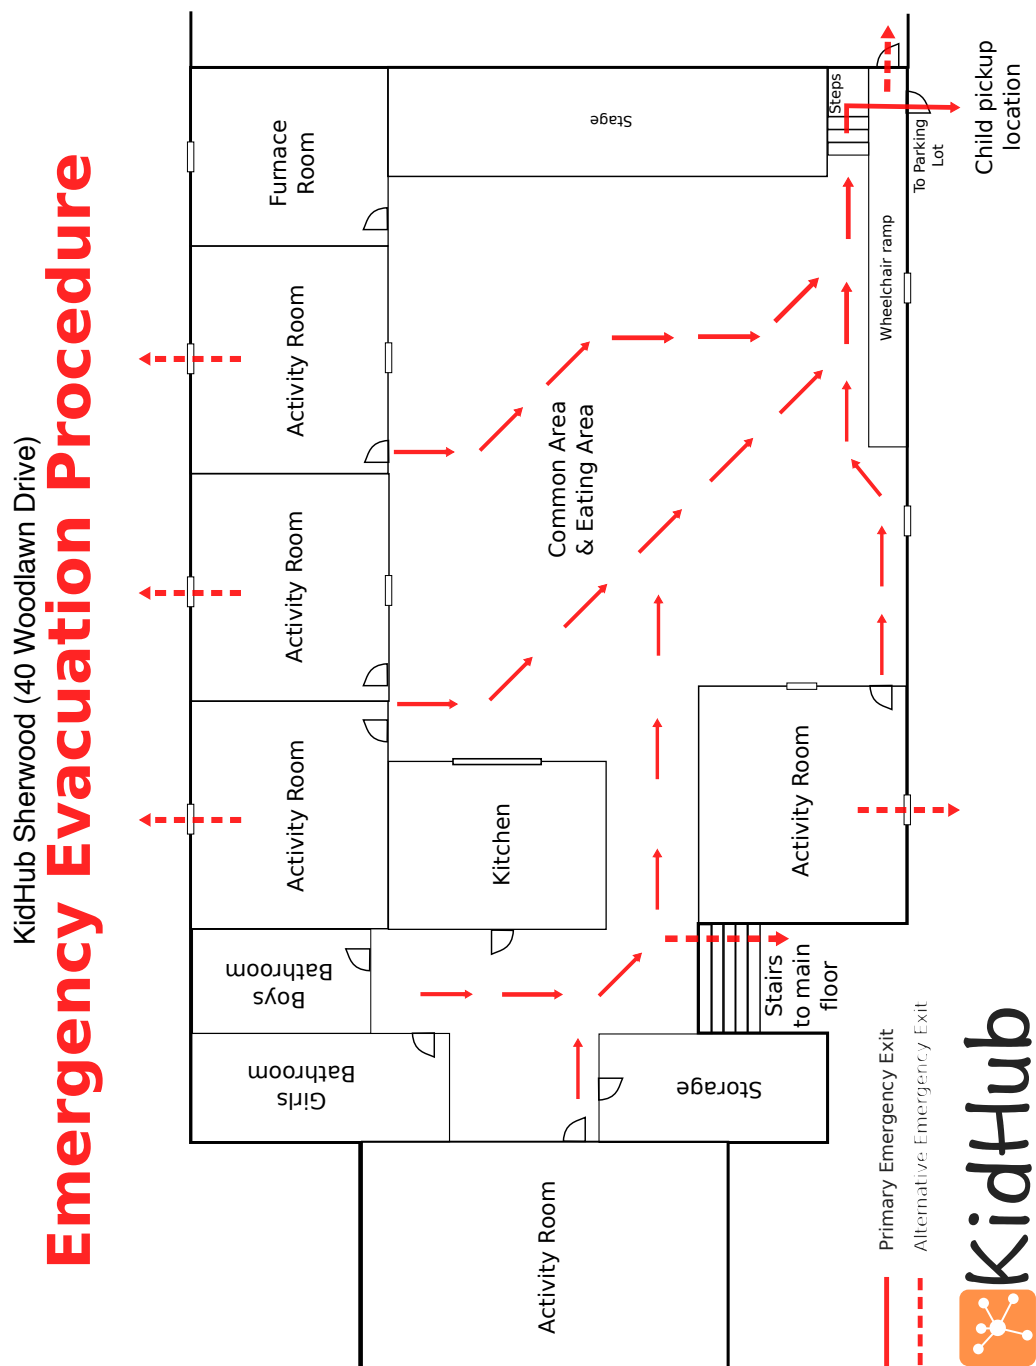 KidHub Sherwood (40 Woodlawn Drive)
Emergency Evacuation Procedure
Furnace
Room
Activity Room
Activity Room
Activity Room
Boys
Bathroom
Girls
Bathroom
Stage
Steps
To Parking
Lot
Child pickup
location
Wheelchair ramp
Common Area
& Eating Area
Kitchen
Activity Room
Stairs
to main
floor
Storage
Activity Room
Primary Emergency Exit
Alternative Emergency Exit
KidHub